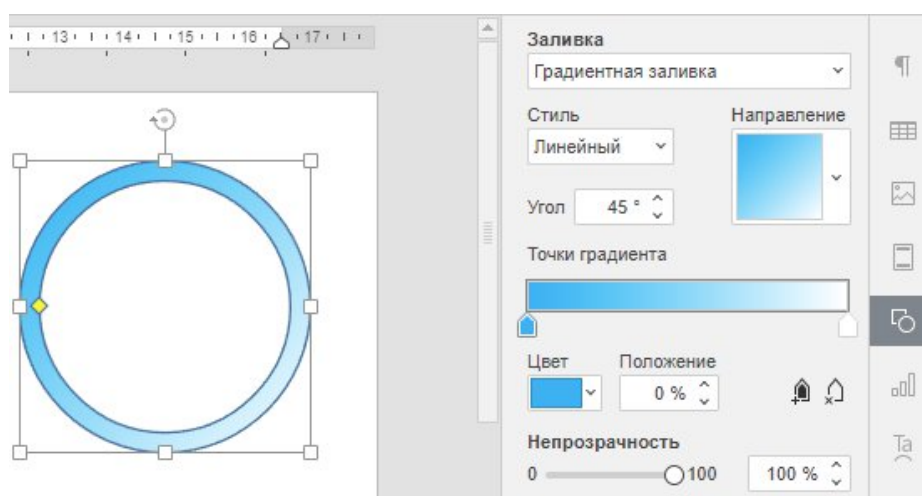 13 14 15 16 17
Заливка
Градиентная заливка
Стиль Направление
Линейный
Угол 45 °
Точки градиента
Цвет Положение
0 %
Непрозрачность
0 100 100 %
Ta